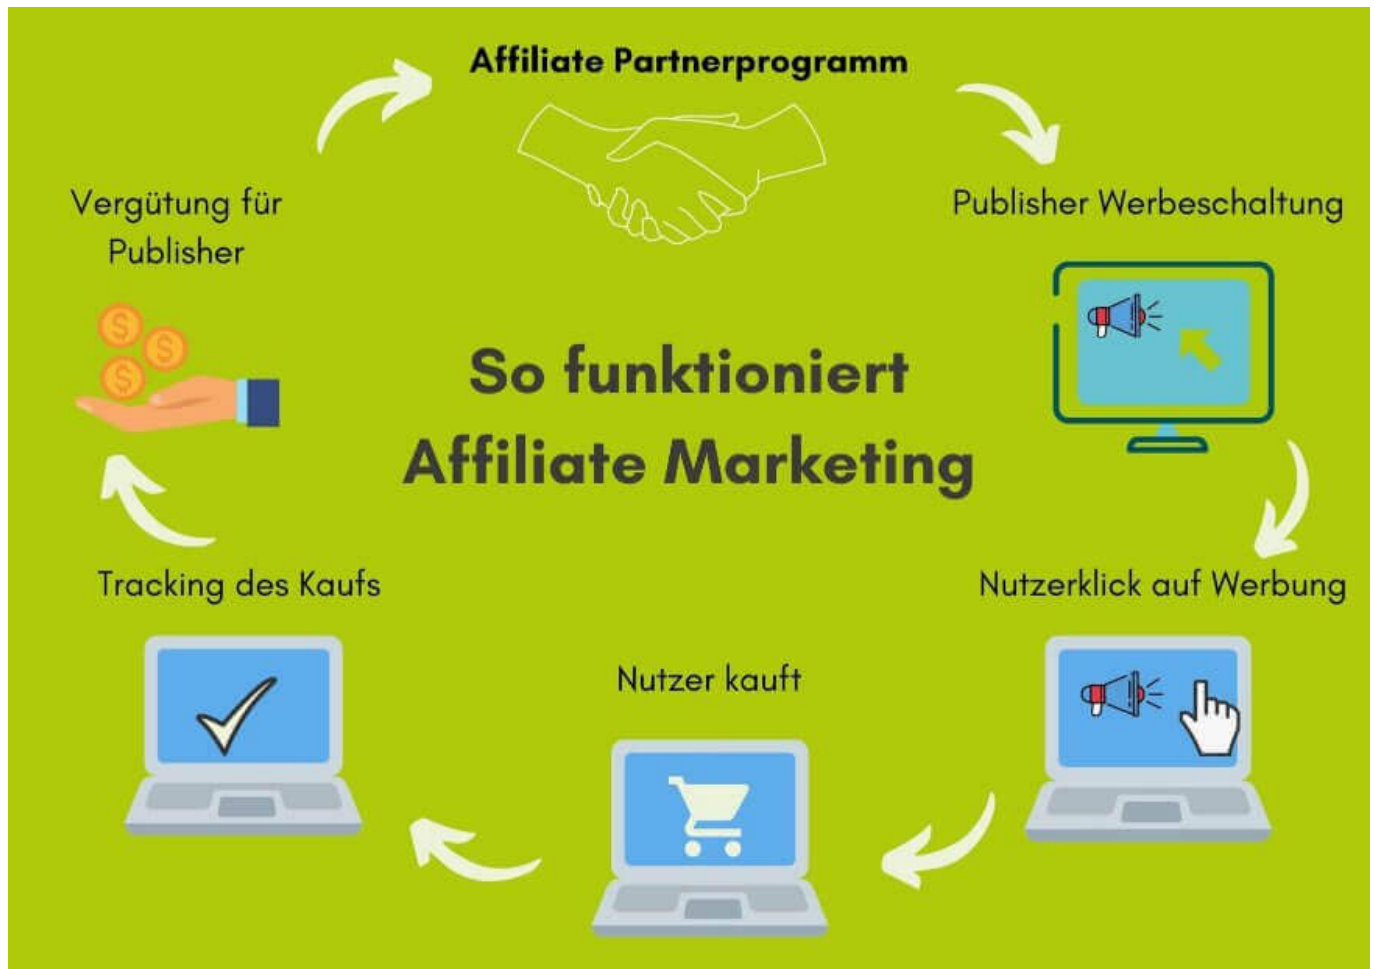 Affiliate Partnerprogramm
Publisher Werbeschaltung
Nutzerklick auf Werbung
Nutzer kauft
Tracking des Kaufs
Vergütung für
Publisher
$
$
$
So funktioniert
Affiliate Marketing